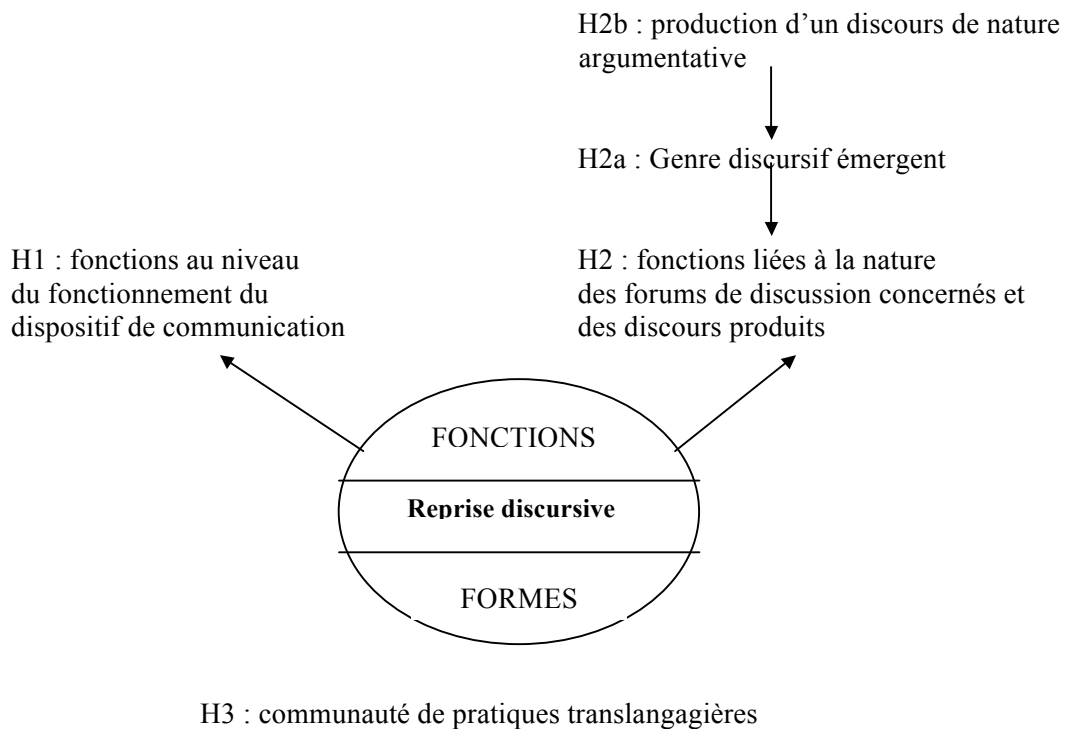 H2b : production d'un discours de nature
argumentative
H2a : Genre discursif émergent
H1 : fonctions au niveau
du fonctionnement du
dispositif de communication
H2 : fonctions liées à la nature
des forums de discussion concernés et
des discours produits
FONCTIONS
Reprise discursive
FORMES
H3 : communauté de pratiques translangagières